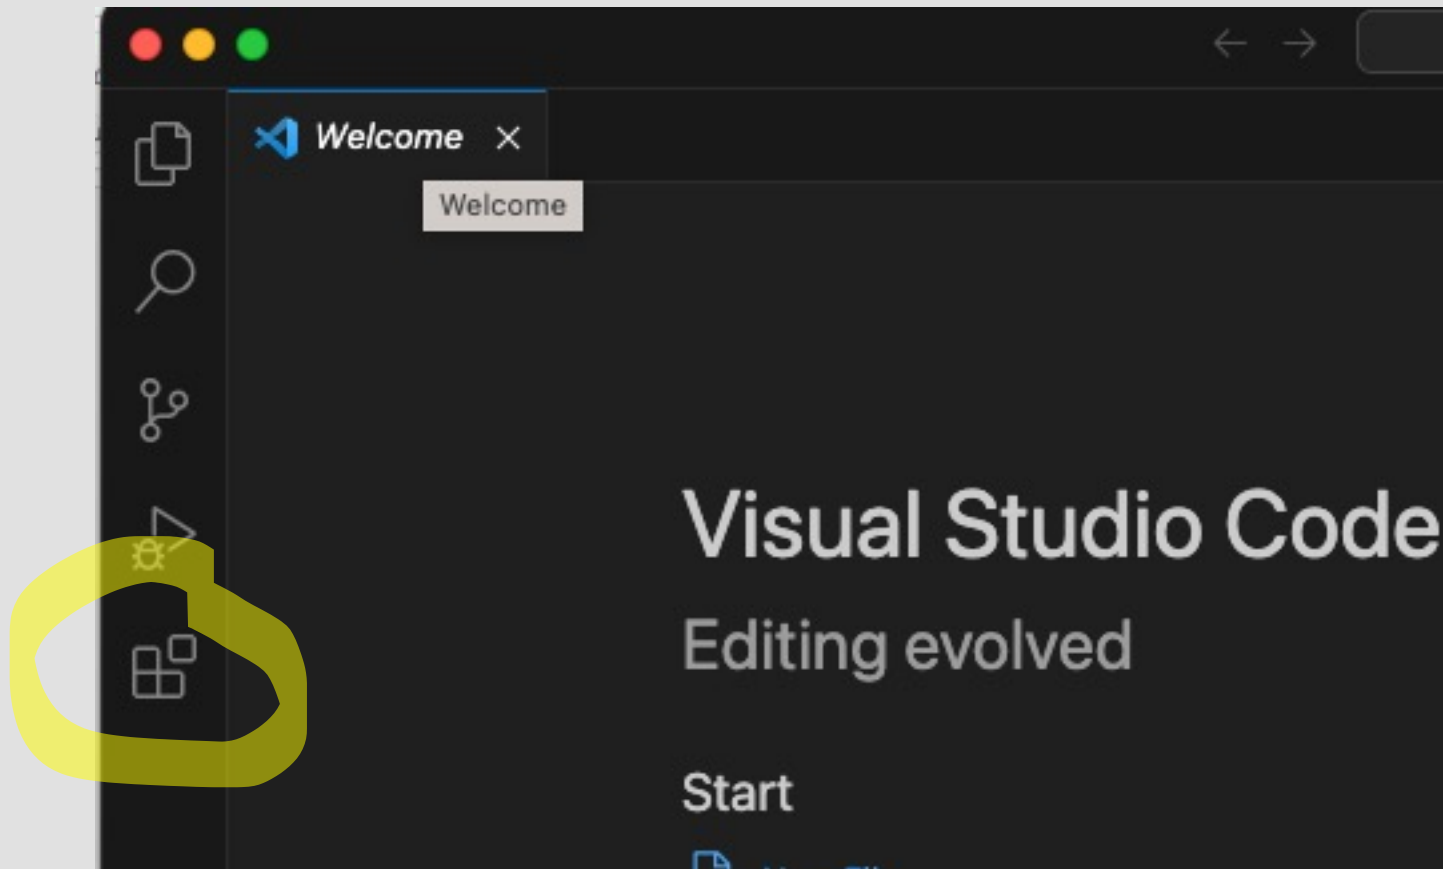 Welcome
Welcome
Visual Studio Code
Editing evolved
Start